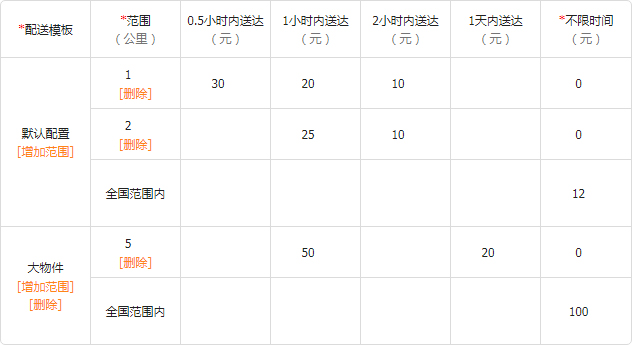 *配送模板
*范围
（公里）
0.5小时内送达
（元）
1小时内送达
（元）
2小时内送达
（元）
1天内送达
（元）
*不限时间
（元）
默认配置
[增加范围]
1
[删除]
30
20
10
0
2
[删除]
25
10
0
全国范围内
12
大物件
[增加范围]
[删除]
5
[删除]
50
20
0
全国范围内
100